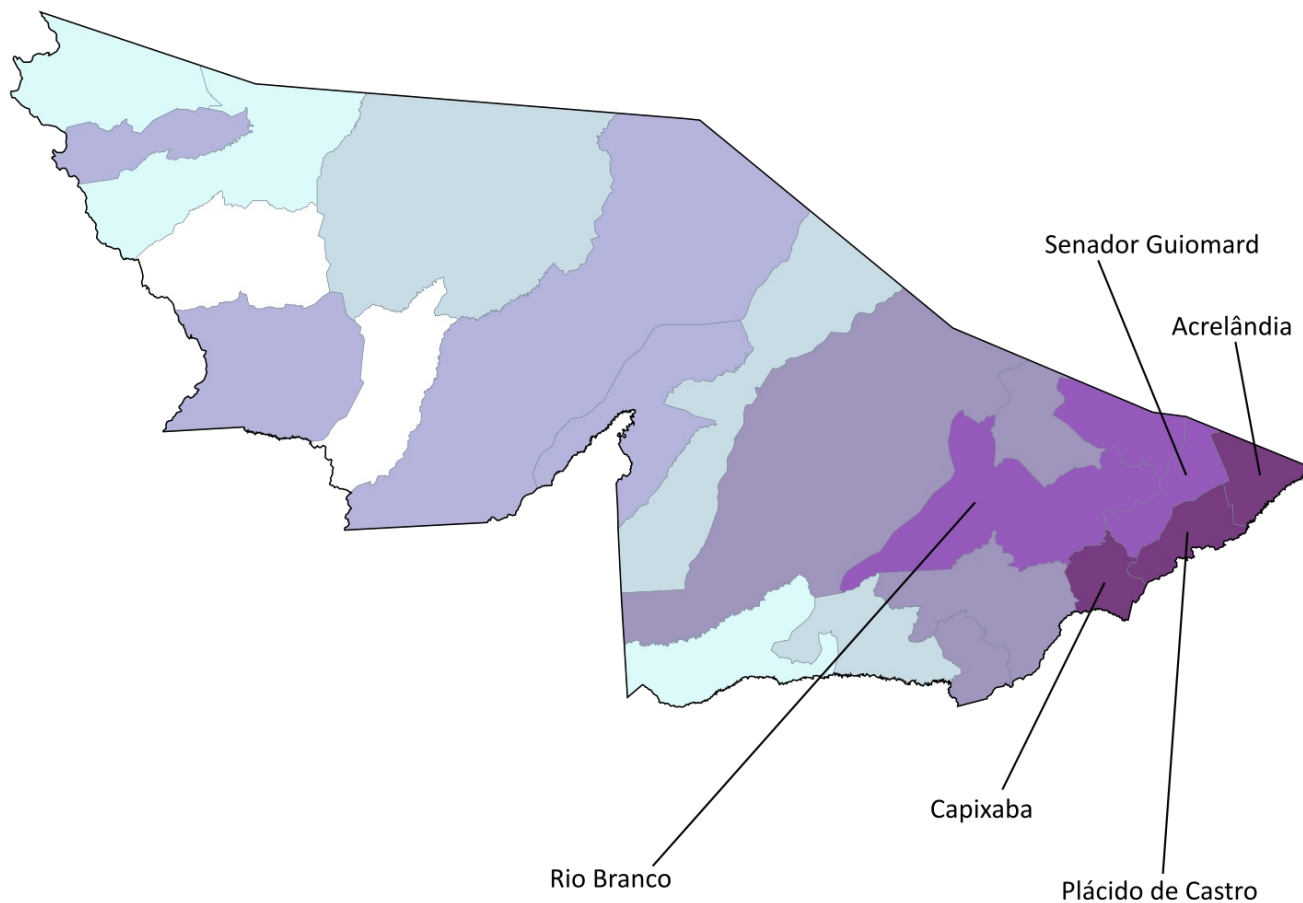 Senador Guiomard
Acrelândia
Capixaba
Rio Branco
Plácido de Castro